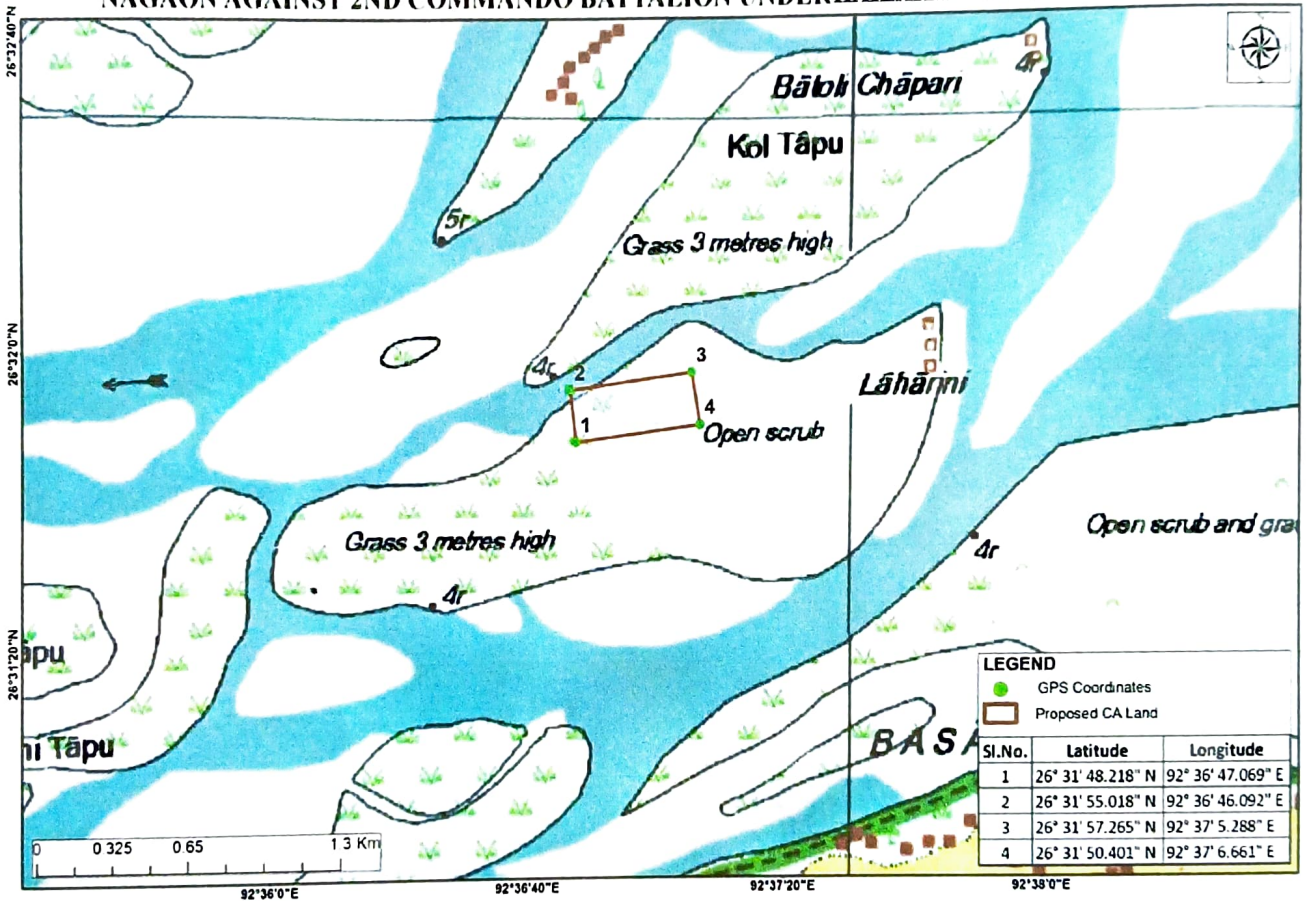 NAGAON AGAINST 2ND COMMANDO BATTALION
26°32'40"N
Bātoli Chāpari
4r
Kol Tāpu
5r
Grass 3 metres high
26°32'0"N
4r
2
3
Lāhārini
1
4
Open scrub
Grass 3 metres high
4r
Open scrub and gra
4r
26°31'20"N
āpu
ni Tāpu
BASA
LEGEND
GPS Coordinates
Proposed CA Land
Sl.No. Latitude Longitude
1 26° 31' 48.218" N 92° 36' 47.069" E
2 26° 31' 55.018" N 92° 36' 46.092" E
3 26° 31' 57.265" N 92° 37' 5.288" E
4 26° 31' 50.401" N 92° 37' 6.661" E
0 0 325 0.65 1 3 Km
92°36'0"E 92°36'40"E 92°37'20"E 92°38'0"E